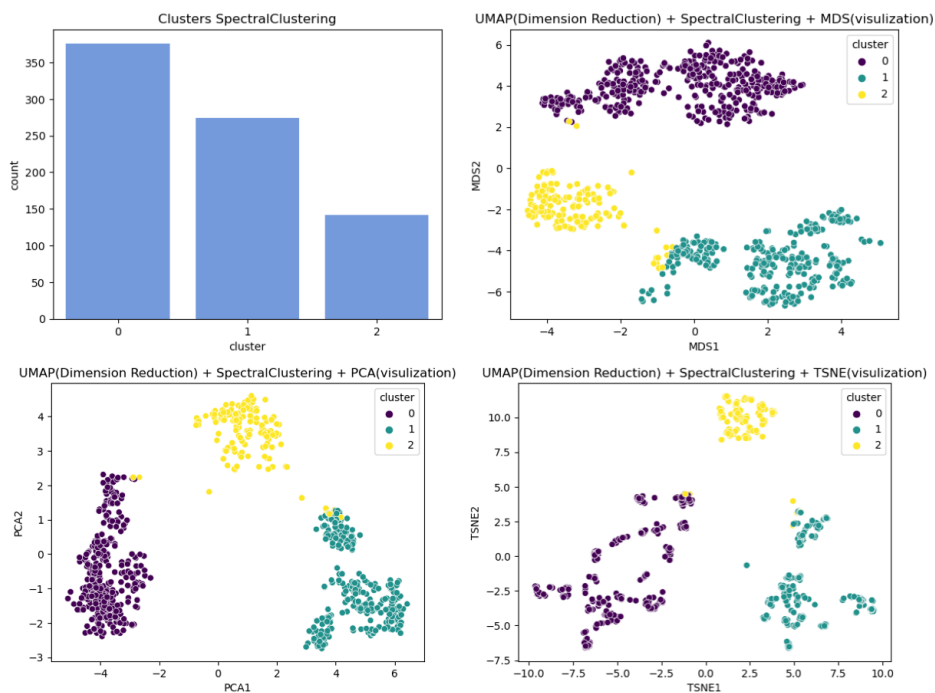 Clusters SpectralClustering
count
350
300
250
200
150
100
50
0
0 1 2
cluster
UMAP(Dimension Reduction) + SpectralClustering + MDS(visulization)
cluster
0
1
2
MDS2
6
4
2
0
−2
−4
−6
−4 −2 0 2 4
MDS1
UMAP(Dimension Reduction) + SpectralClustering + PCA(visulization)
cluster
0
1
2
PCA2
4
3
2
1
0
−1
−2
−3
−4 −2 0 2 4 6
PCA1
UMAP(Dimension Reduction) + SpectralClustering + TSNE(visulization)
cluster
0
1
2
TSNE2
10.0
7.5
5.0
2.5
0.0
−2.5
−5.0
−7.5
−10.0 −7.5 −5.0 −2.5 0.0 2.5 5.0 7.5 10.0
TSNE1